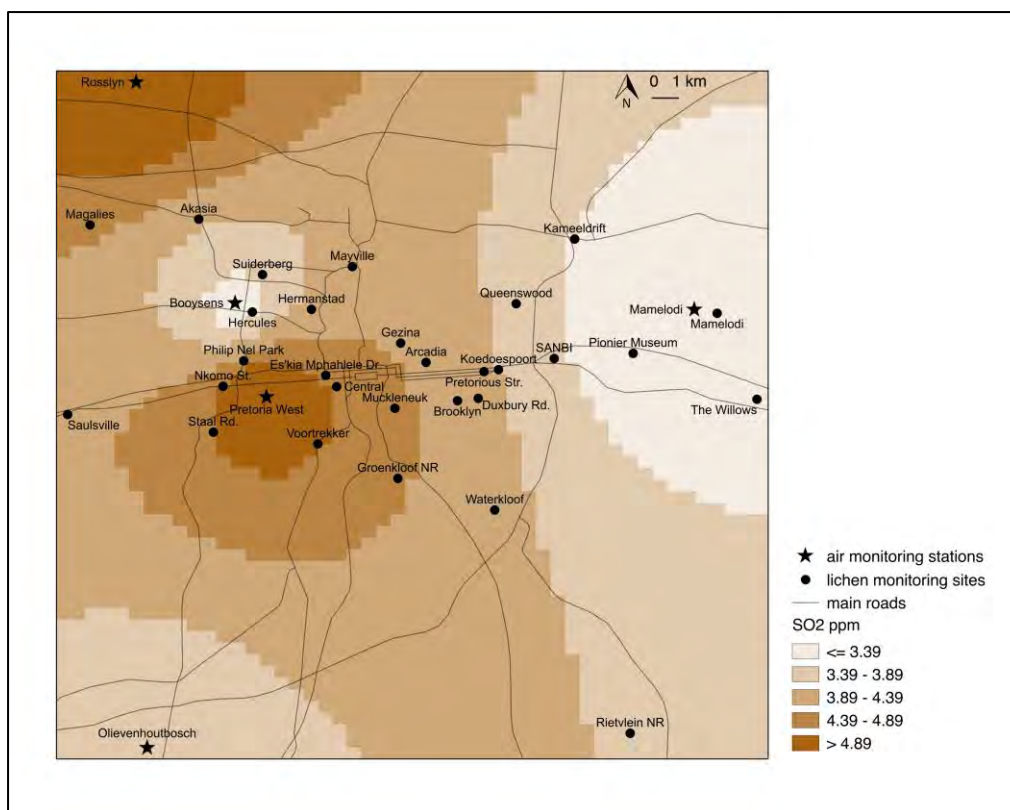 Rosslyn
0 1 km
N
Magalies
Akasia
Kameeldrift
Suiderberg
Mayville
Booysens
Hermanstad
Queenswood
Mamelodi
Mamelodi
Hercules
Gezina
Philip Nel Park
Arcadia
SANBI
Pionier Museum
Es'kia Mphahlele Dr.
Koedoespoort
Nkomo St.
Central
Pretorious Str.
Pretoria West
Muckleneuk
Brooklyn
Duxbury Rd.
The Willows
Saulsville
Staal Rd.
Voortrekker
Groenkloof NR
Waterkloof
Rietvlein NR
Olievenhoutbosch
air monitoring stations
lichen monitoring sites
main roads
SO2 ppm
<= 3.39
3.39 - 3.89
3.89 - 4.39
4.39 - 4.89
> 4.89